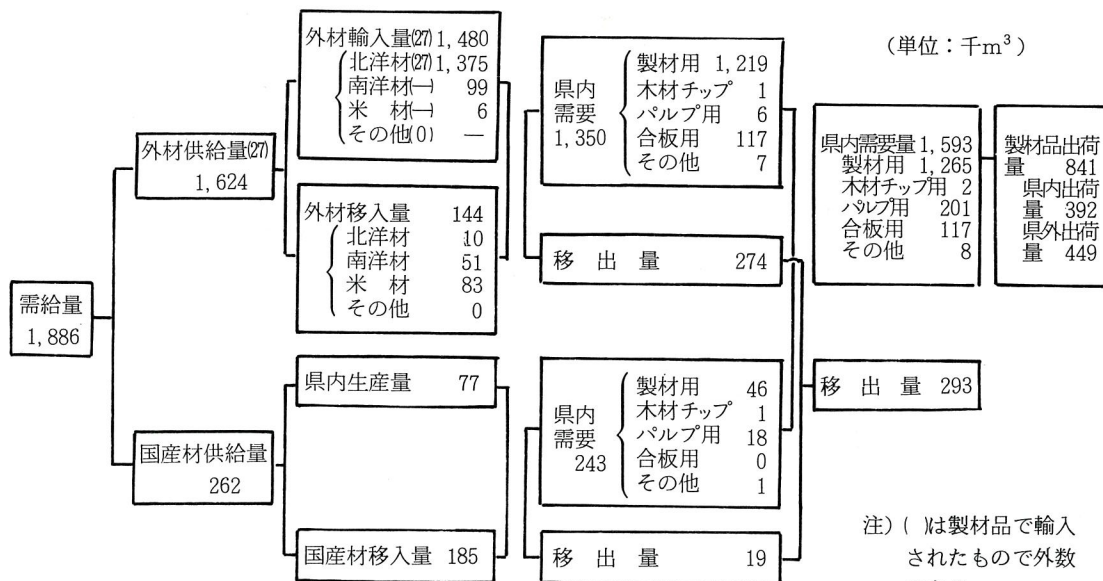 (単位：千m³)
需給量
1,886
外材供給量(27)
1,624
国産材供給量
262
外材輸入量(27) 1,480
北洋材(27) 1,375
南洋材(―) 99
米　材(―) 6
その他(0) ―
外材移入量 144
北洋材 10
南洋材 51
米　材 83
その他 0
県内生産量 77
国産材移入量 185
県内
需要
1,350
製材用 1,219
木材チップ 1
パルプ用 6
合板用 117
その他 7
移　出　量 274
県内
需要
243
製材用 46
木材チップ 1
パルプ用 18
合板用 0
その他 1
移　出　量 19
県内需要量 1,593
製材用 1,265
木材チップ用 2
パルプ用 201
合板用 117
その他 8
移　出　量 293
製材品出荷
量 841
県内出荷
量 392
県外出荷
量 449
注) ( )は製材品で輸入
されたもので外数